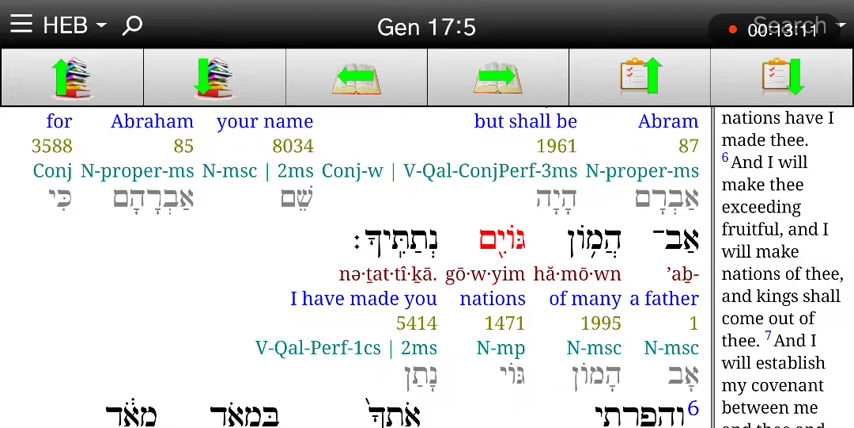 HEB
Gen 17:5
Search
00:13:11
for Abraham your name but shall be Abram
3588 85 8034 1961 87
Conj N-proper-ms N-msc | 2ms Conj-w | V-Qal-ConjPerf-3ms N-proper-ms
אַבְרָם הָיָה שֵׁם אַבְרָהָם כִּי
אַב־ הֲמ֥וֹן גּוֹיִ֖ם נְתַתִּֽיךָ׃
nə·ṯat·tî·ḵā. gō·w·yim hă·mō·wn ’aḇ-
I have made you nations of many a father
5414 1471 1995 1
V-Qal-Perf-1cs | 2ms N-mp N-msc N-msc
אָב הָמוֹן גּוֹי נָתַן
6 וְהִפְרֵתִ֤י אֹֽתְךָ֙ בִּמְאֹ֣ד מְאֹ֔ד
nations have I
made thee.
6 And I will
make thee
exceeding
fruitful, and I
will make
nations of thee,
and kings shall
come out of
thee. 7 And I
will establish
my covenant
between me
and thee and